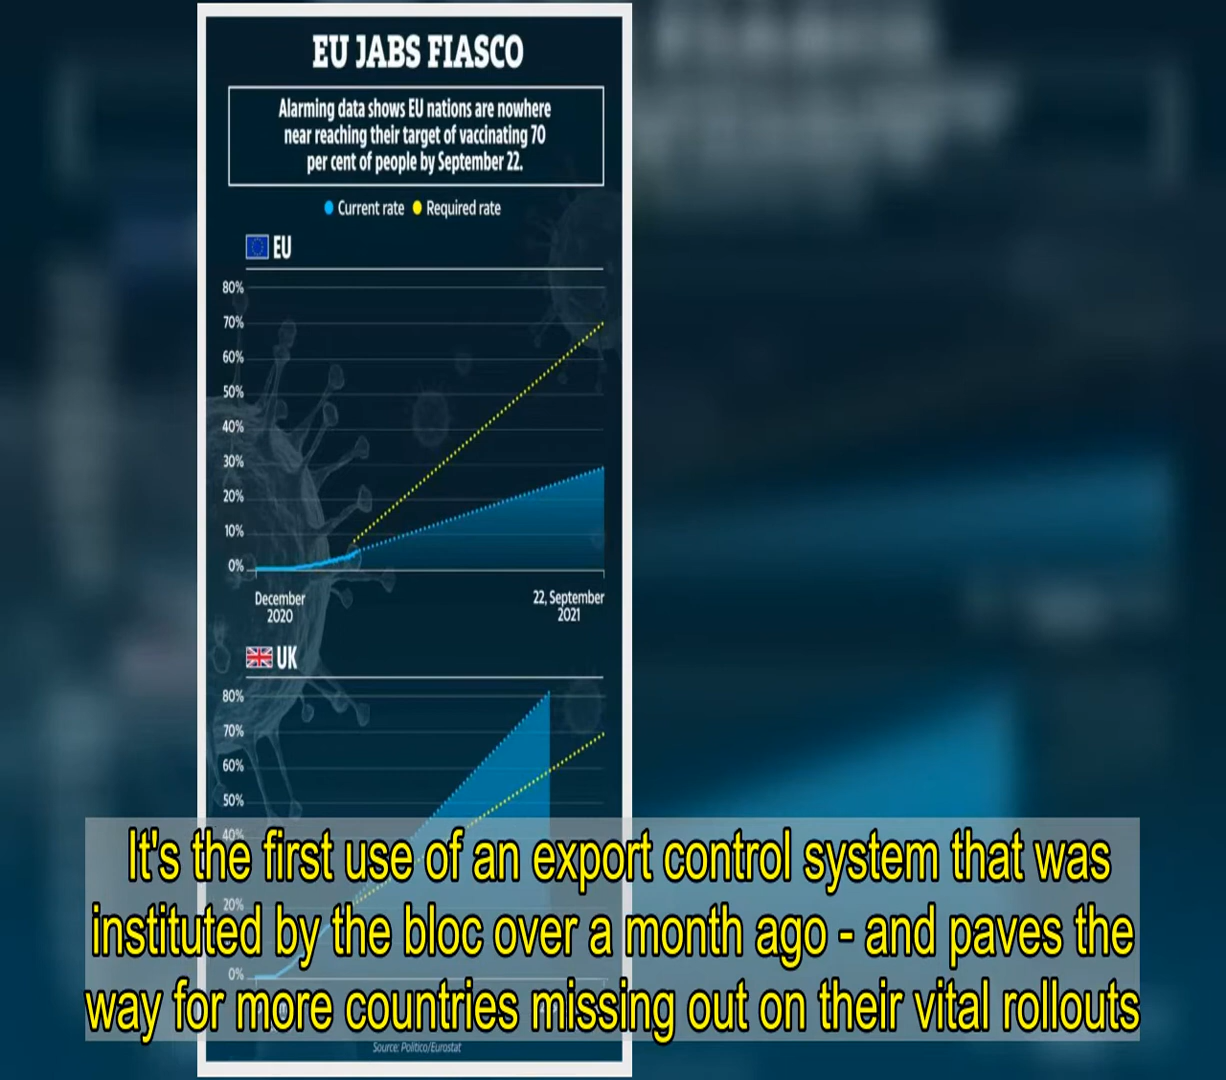 EU JABS FIASCO
Alarming data shows EU nations are nowhere
near reaching their target of vaccinating 70
per cent of people by September 22.
Current rate Required rate
EU
80%
70%
60%
50%
40%
30%
20%
10%
0%
December
2020
22, September
2021
UK
80%
70%
60%
50%
40%
It's the first use of an export control system that was
20%
instituted by the bloc over a month ago - and paves the
0%
way for more countries missing out on their vital rollouts
Source: Politico/Eurostat